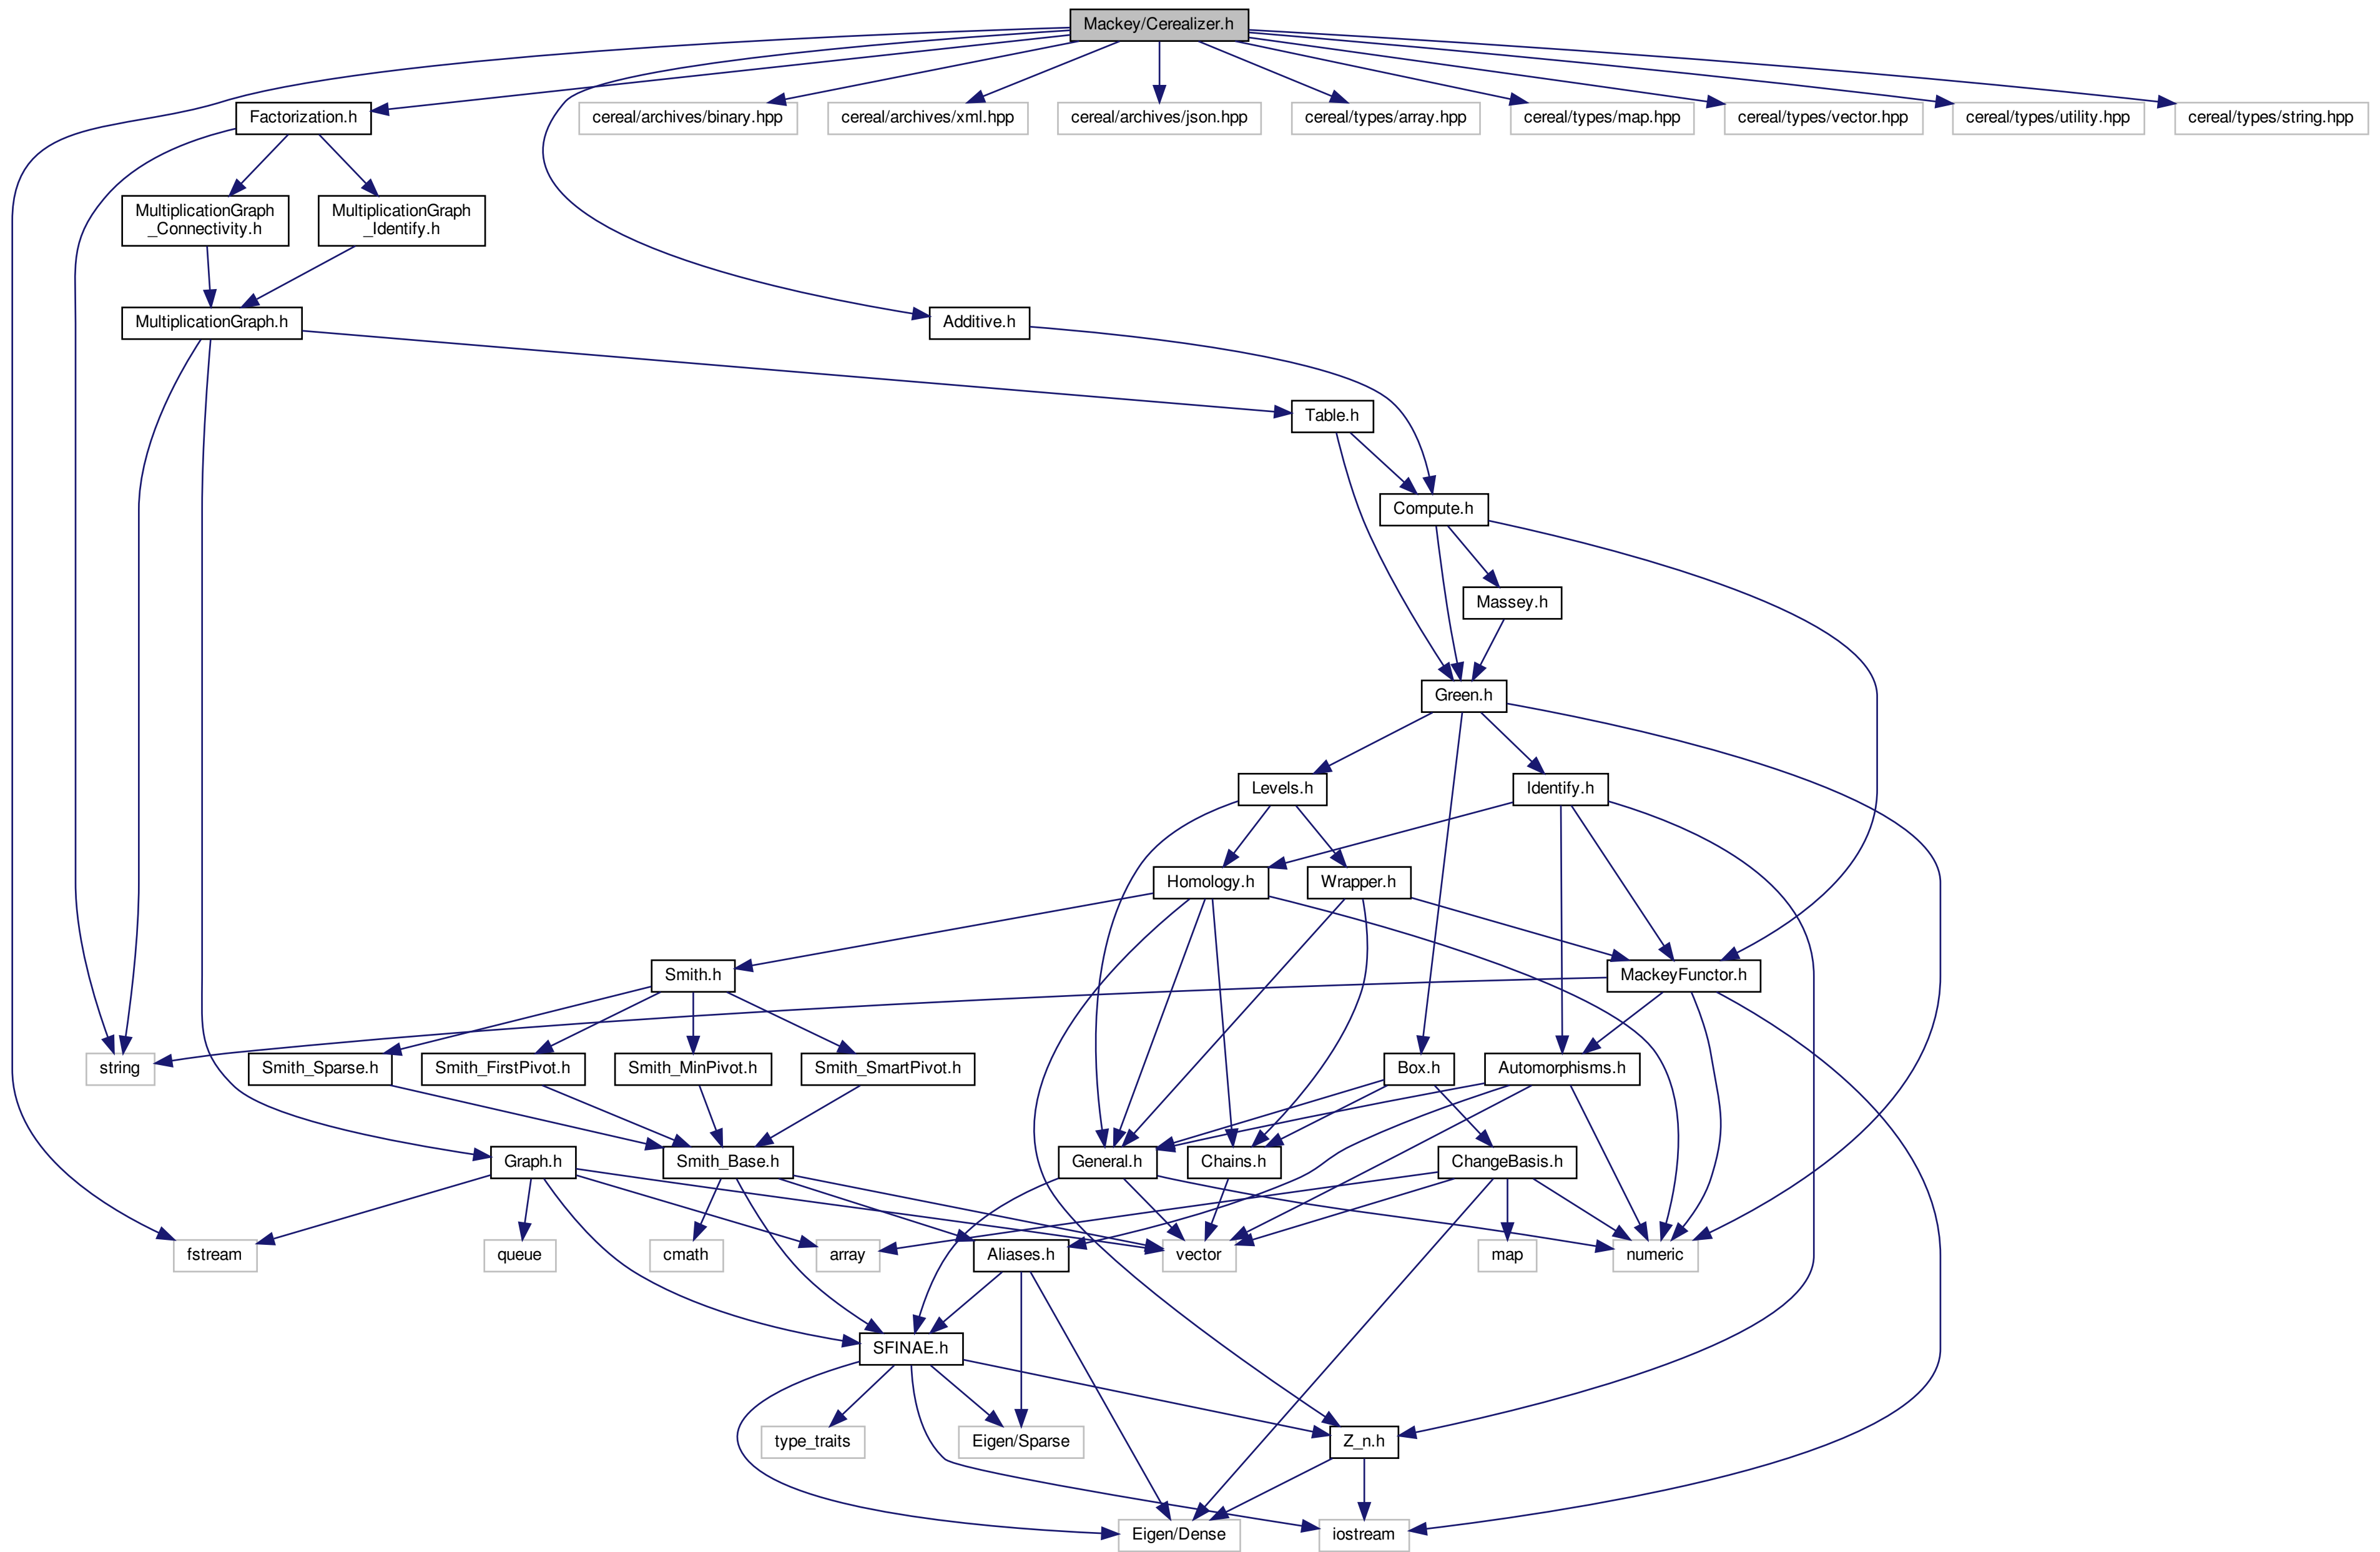 Mackey/Cerealizer.h
Factorization.h
cereal/archives/binary.hpp
cereal/archives/xml.hpp
cereal/archives/json.hpp
cereal/types/array.hpp
cereal/types/map.hpp
cereal/types/vector.hpp
cereal/types/utility.hpp
cereal/types/string.hpp
MultiplicationGraph
_Connectivity.h
MultiplicationGraph
_Identify.h
MultiplicationGraph.h
Additive.h
Table.h
Compute.h
Massey.h
Green.h
Levels.h
Identify.h
Homology.h
Wrapper.h
Smith.h
MackeyFunctor.h
string
Smith_Sparse.h
Smith_FirstPivot.h
Smith_MinPivot.h
Smith_SmartPivot.h
Box.h
Automorphisms.h
Graph.h
Smith_Base.h
General.h
Chains.h
ChangeBasis.h
fstream
queue
cmath
array
Aliases.h
vector
map
numeric
SFINAE.h
type_traits
Eigen/Sparse
Z_n.h
Eigen/Dense
iostream